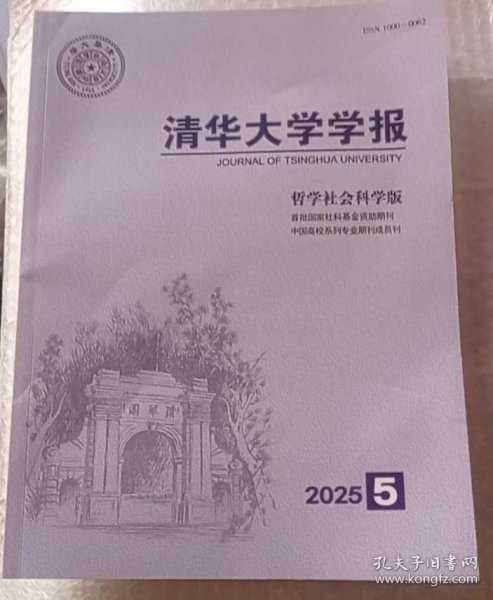 ISSN 1000—0062
清华大学学报
JOURNAL OF TSINGHUA UNIVERSITY
哲学社会科学版
首批国家社科基金资助期刊
中国高校系列专业期刊成员刊
園華清
2025 5
孔夫子旧书网
www.kongfz.com